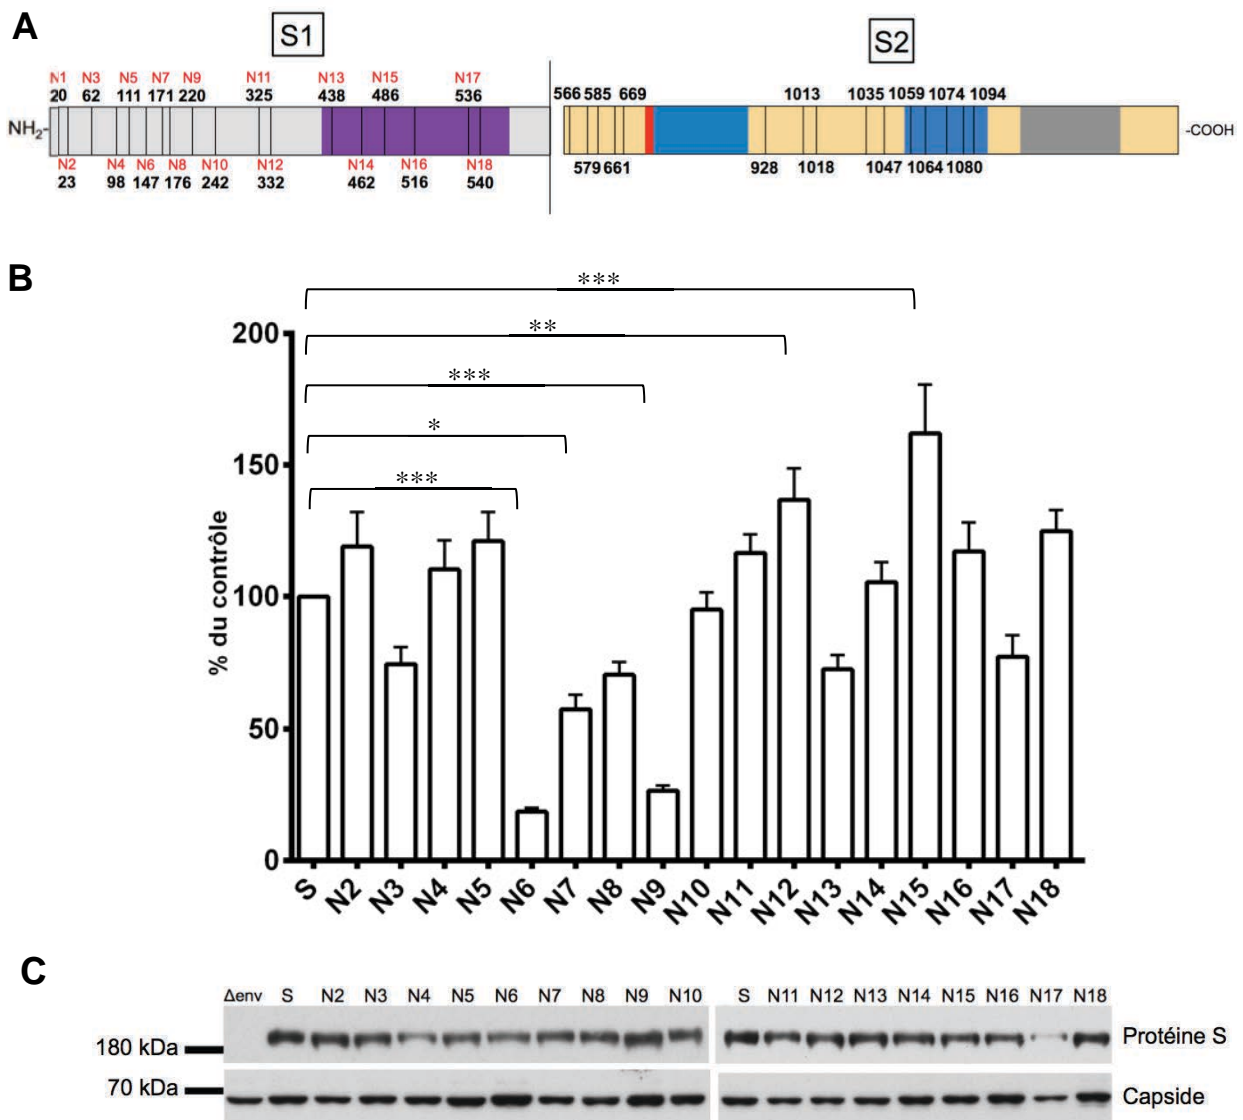 A
S1
S2
N1 N3 N5 N7 N9 N11 N13 N15 N17
20 62 111 171 220 325 438 486 536
566 585 669 1013 1035 1059 1074 1094
NH2-
-COOH
N2 N4 N6 N8 N10 N12 N14 N16 N18
23 98 147 176 242 332 462 516 540
579 661 928 1018 1047 1064 1080
B
***
**
***
*
***
200
150
100
50
0
% du contrôle
S N2 N3 N4 N5 N6 N7 N8 N9 N10 N11 N12 N13 N14 N15 N16 N17 N18
C
Δenv S N2 N3 N4 N5 N6 N7 N8 N9 N10 S N11 N12 N13 N14 N15 N16 N17 N18
180 kDa
Protéine S
70 kDa
Capside